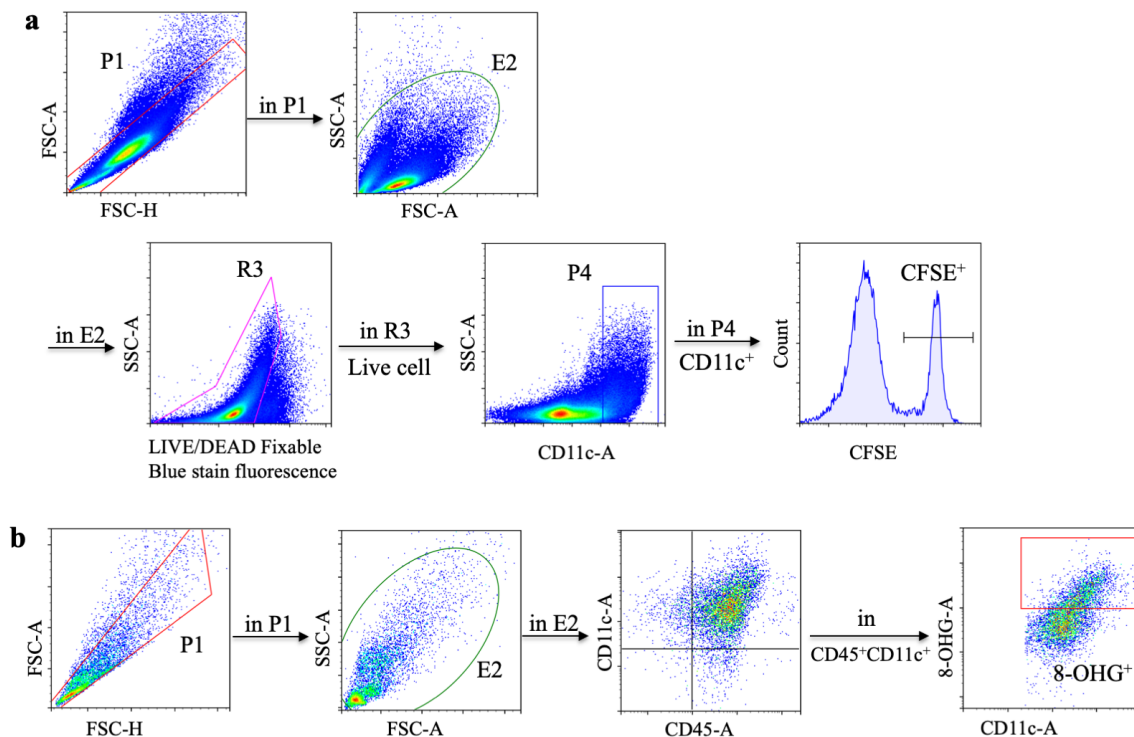 a
P1
FSC-A
FSC-H
in P1
E2
SSC-A
FSC-A
in E2
R3
SSC-A
LIVE/DEAD Fixable
Blue stain fluorescence
in R3
Live cell
P4
SSC-A
CD11c-A
in P4
CD11c⁺
CFSE⁺
Count
CFSE
b
P1
FSC-A
FSC-H
in P1
E2
SSC-A
FSC-A
in E2
CD11c-A
CD45-A
in
CD45⁺CD11c⁺
8-OHG-A
8-OHG⁺
CD11c-A